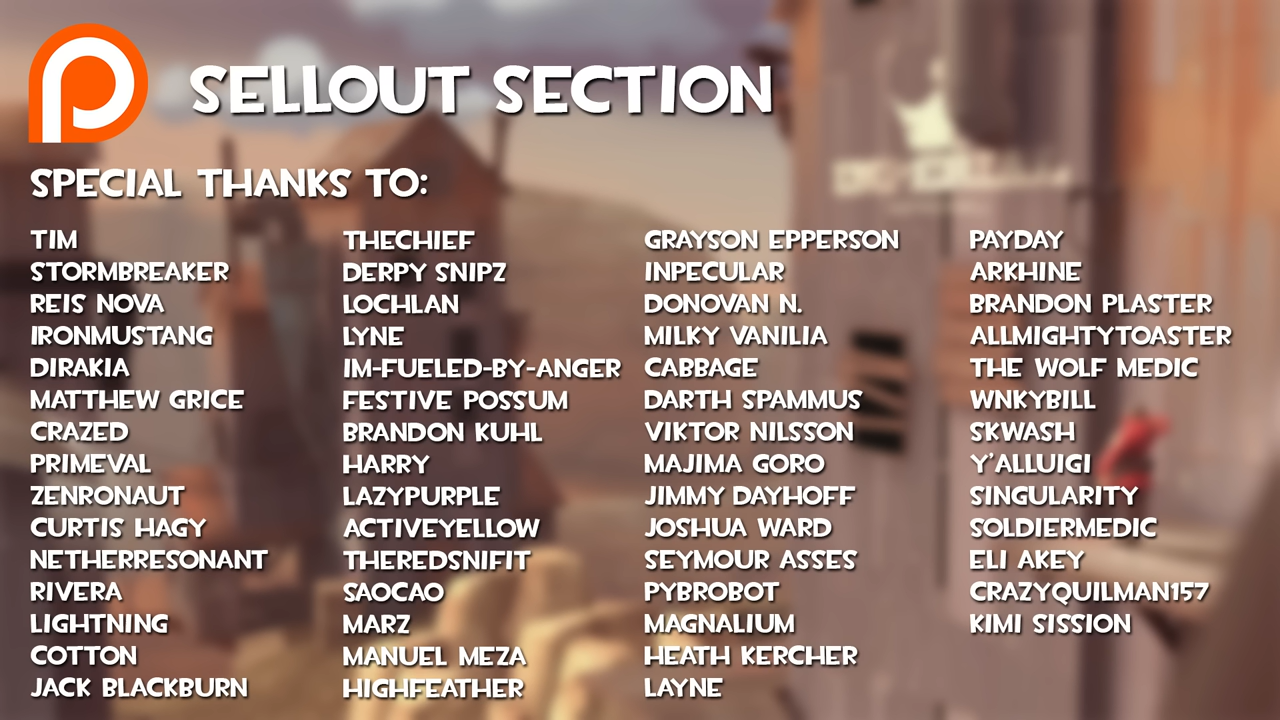 SELLOUT SECTION
SPECIAL THANKS TO:
TIM
STORMBREAKER
REIS NOVA
IRONMUSTANG
DIRAKIA
MATTHEW GRICE
CRAZED
PRIMEVAL
ZENRONAUT
CURTIS HAGY
NETHERRESONANT
RIVERA
LIGHTNING
COTTON
JACK BLACKBURN
THECHIEF
DERPY SNIPZ
LOCHLAN
LYNE
IM-FUELED-BY-ANGER
FESTIVE POSSUM
BRANDON KUHL
HARRY
LAZYPURPLE
ACTIVEYELLOW
THEREDSNIFIT
SAOCAO
MARZ
MANUEL MEZA
HIGHFEATHER
GRAYSON EPPERSON
INPECULAR
DONOVAN N.
MILKY VANILIA
CABBAGE
DARTH SPAMMUS
VIKTOR NILSSON
MAJIMA GORO
JIMMY DAYHOFF
JOSHUA WARD
SEYMOUR ASSES
PYBROBOT
MAGNALIUM
HEATH KERCHER
LAYNE
PAYDAY
ARKHINE
BRANDON PLASTER
ALLMIGHTYTOASTER
THE WOLF MEDIC
WNKYBILL
SKWASH
Y'ALLUIGI
SINGULARITY
SOLDIERMEDIC
ELI AKEY
CRAZYQUILMAN157
KIMI SISSION